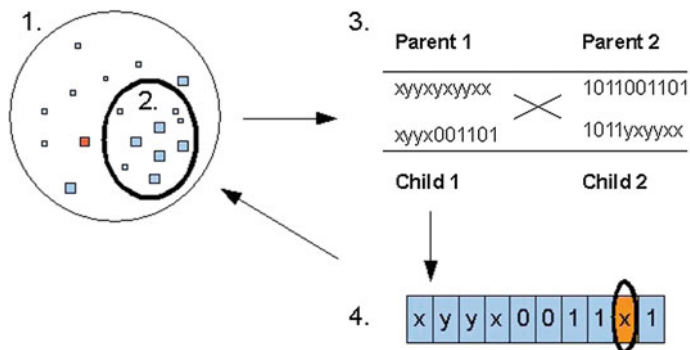 1.
2.
3.
Parent 1 Parent 2
xyyxyxyyxx 1011001101
xyyx001101 1011yxyyxx
Child 1 Child 2
4.
x y y x 0 0 1 1 x 1